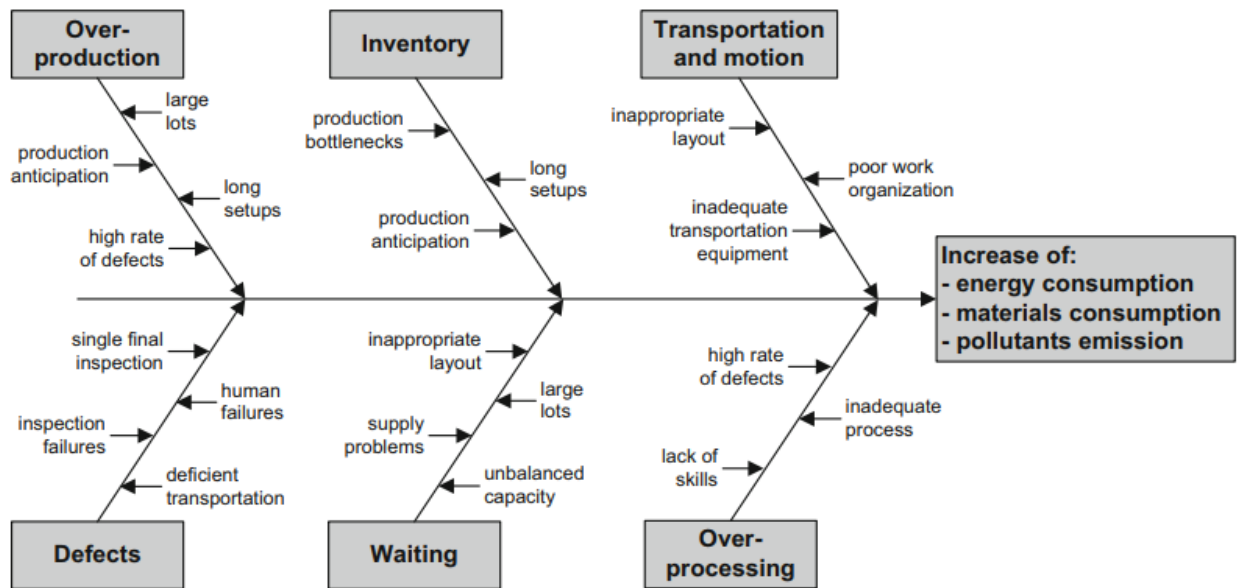 Over-
production
Inventory
Transportation
and motion
large
lots
production
anticipation
long
setups
high rate
of defects
production
bottlenecks
long
setups
production
anticipation
inappropriate
layout
poor work
organization
inadequate
transportation
equipment
Increase of:
- energy consumption
- materials consumption
- pollutants emission
single final
inspection
human
failures
inspection
failures
deficient
transportation
inappropriate
layout
large
lots
supply
problems
unbalanced
capacity
high rate
of defects
inadequate
process
lack of
skills
Defects
Waiting
Over-
processing